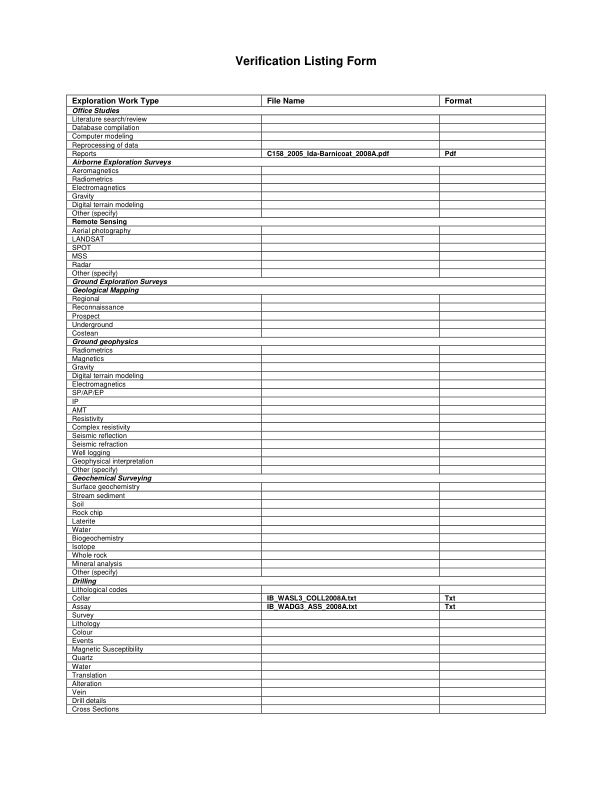 Verification Listing Form
Exploration Work Type File Name Format
Office Studies
Literature search/review
Database compilation
Computer modeling
Reprocessing of data
Reports C158_2005_Ida-Barnicoat_2008A.pdf Pdf
Airborne Exploration Surveys
Aeromagnetics
Radiometrics
Electromagnetics
Gravity
Digital terrain modeling
Other (specify)
Remote Sensing
Aerial photography
LANDSAT
SPOT
MSS
Radar
Other (specify)
Ground Exploration Surveys
Geological Mapping
Regional
Reconnaissance
Prospect
Underground
Costean
Ground geophysics
Radiometrics
Magnetics
Gravity
Digital terrain modeling
Electromagnetics
SP/AP/EP
IP
AMT
Resistivity
Complex resistivity
Seismic reflection
Seismic refraction
Well logging
Geophysical interpretation
Other (specify)
Geochemical Surveying
Surface geochemistry
Stream sediment
Soil
Rock chip
Laterite
Water
Biogeochemistry
Isotope
Whole rock
Mineral analysis
Other (specify)
Drilling
Lithological codes
Collar IB_WASL3_COLL2008A.txt Txt
Assay IB_WADG3_ASS_2008A.txt Txt
Survey
Lithology
Colour
Events
Magnetic Susceptibility
Quartz
Water
Translation
Alteration
Vein
Drill details
Cross Sections